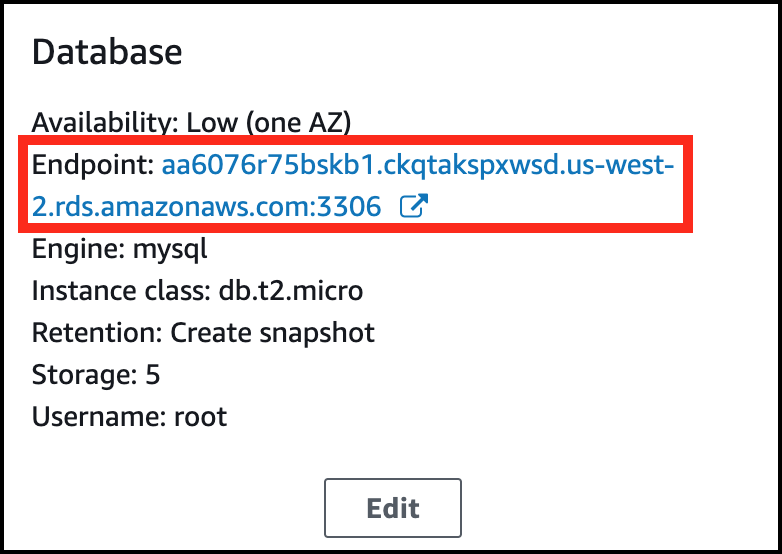 Database
Availability: Low (one AZ)
Endpoint: aa6076r75bskb1.ckqtakspxwsd.us-west-
2.rds.amazonaws.com:3306
Engine: mysql
Instance class: db.t2.micro
Retention: Create snapshot
Storage: 5
Username: root
Edit